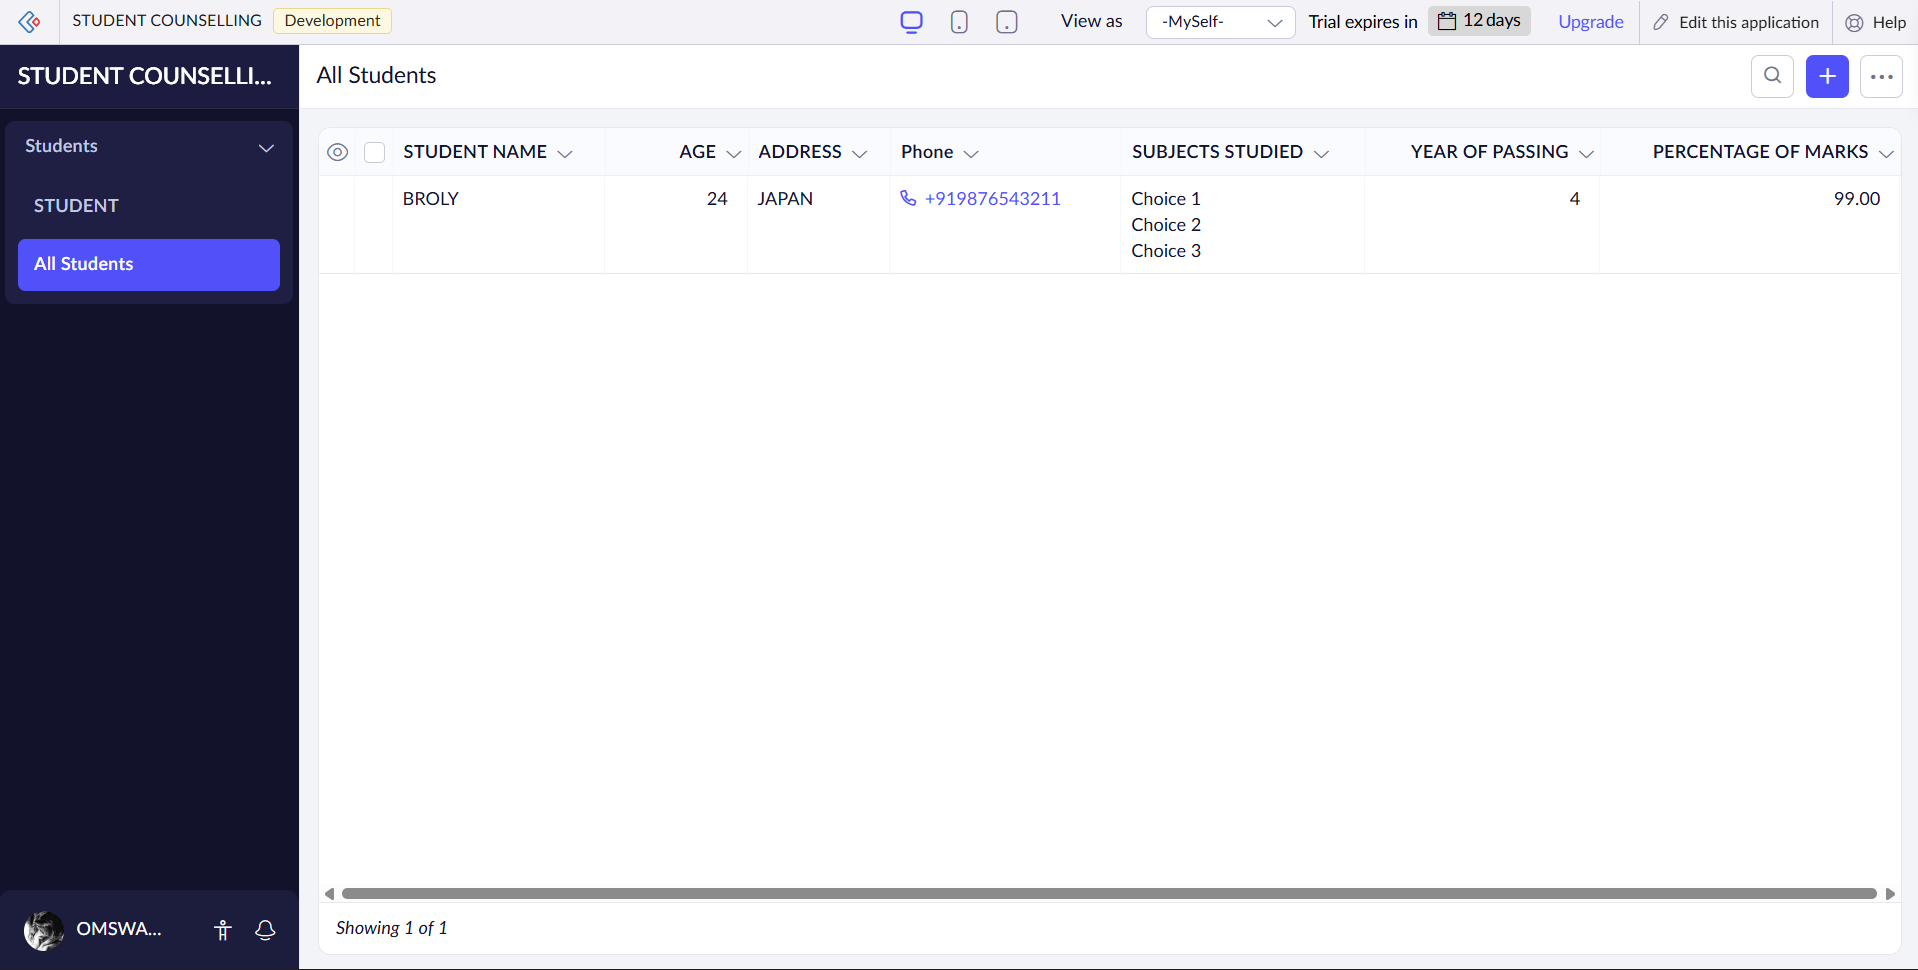 STUDENT COUNSELLING Development View as -MySelf- Trial expires in 12 days Upgrade Edit this application Help
STUDENT COUNSELLI...
All Students
Students
STUDENT
All Students
STUDENT NAME AGE ADDRESS Phone SUBJECTS STUDIED YEAR OF PASSING PERCENTAGE OF MARKS
BROLY 24 JAPAN +919876543211 Choice 1 4 99.00
Choice 2
Choice 3
Showing 1 of 1
OMSWA...